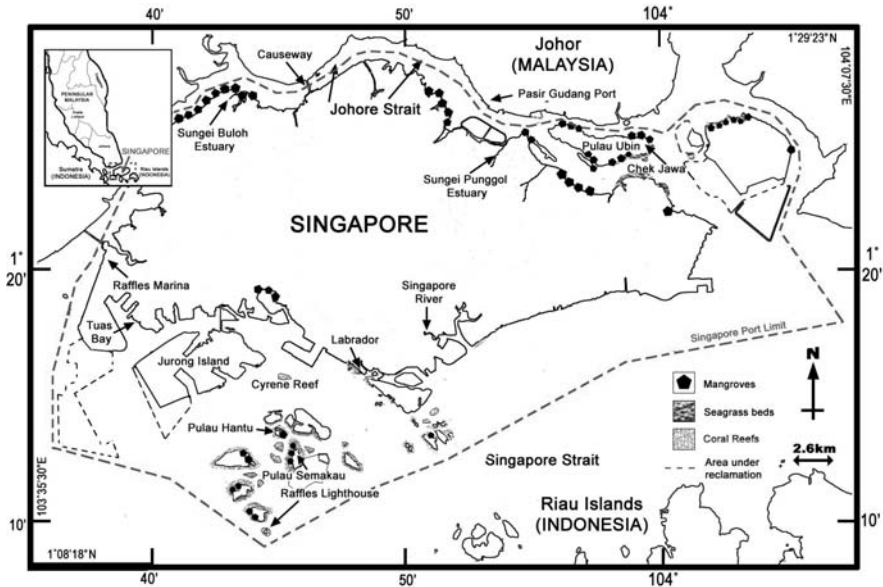 40'
50'
104°
1°29'23"N
104°07'30"E
Causeway
Johor
(MALAYSIA)
Johore Strait
Pasir Gudang Port
PENINSULAR
MALAYSIA
SINGAPORE
Sumatra
(INDONESIA)
Riau Islands
(INDONESIA)
Sungei Buloh
Estuary
Pulau Ubin
Chek Jawa
Sungei Punggol
Estuary
SINGAPORE
1°
20'
1°
20'
Raffles Marina
Singapore
River
Tuas
Bay
Labrador
Singapore Port Limit
Jurong Island
Cyrene Reef
N
Mangroves
Seagrass beds
Coral Reefs
Area under
reclamation
2.6km
Pulau Hantu
Pulau Semakau
Raffles Lighthouse
Singapore Strait
Riau Islands
(INDONESIA)
103°35'30"E
10'
10'
1°08'18"N
40'
50'
104°